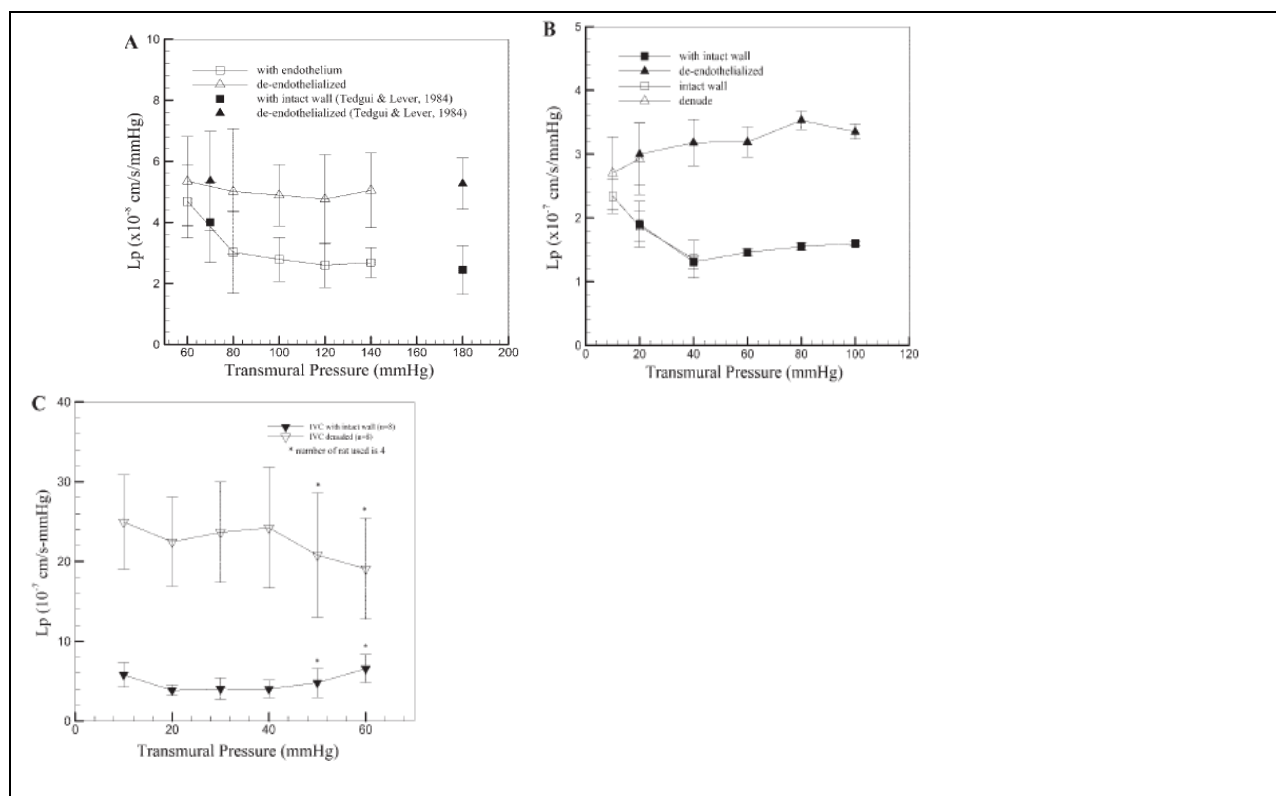 A
10
8
6
4
2
0
with endothelium
de-endothelialized
with intact wall (Tedgui & Lever, 1984)
de-endothelialized (Tedgui & Lever, 1984)
Lp (x10⁻⁸ cm/s/mmHg)
60 80 100 120 140 160 180 200
Transmural Pressure (mmHg)
B
5
4
3
2
1
0
with intact wall
de-endothelialized
intact wall
denude
Lp (x10⁻⁷ cm/s/mmHg)
0 20 40 60 80 100 120
Transmural Pressure (mmHg)
C
40
30
20
10
0
IVC with intact wall (n=8)
IVC denuded (n=8)
* number of rat used is 4
* *
* *
Lp (10⁻⁷ cm/s-mmHg)
0 20 40 60
Transmural Pressure (mmHg)